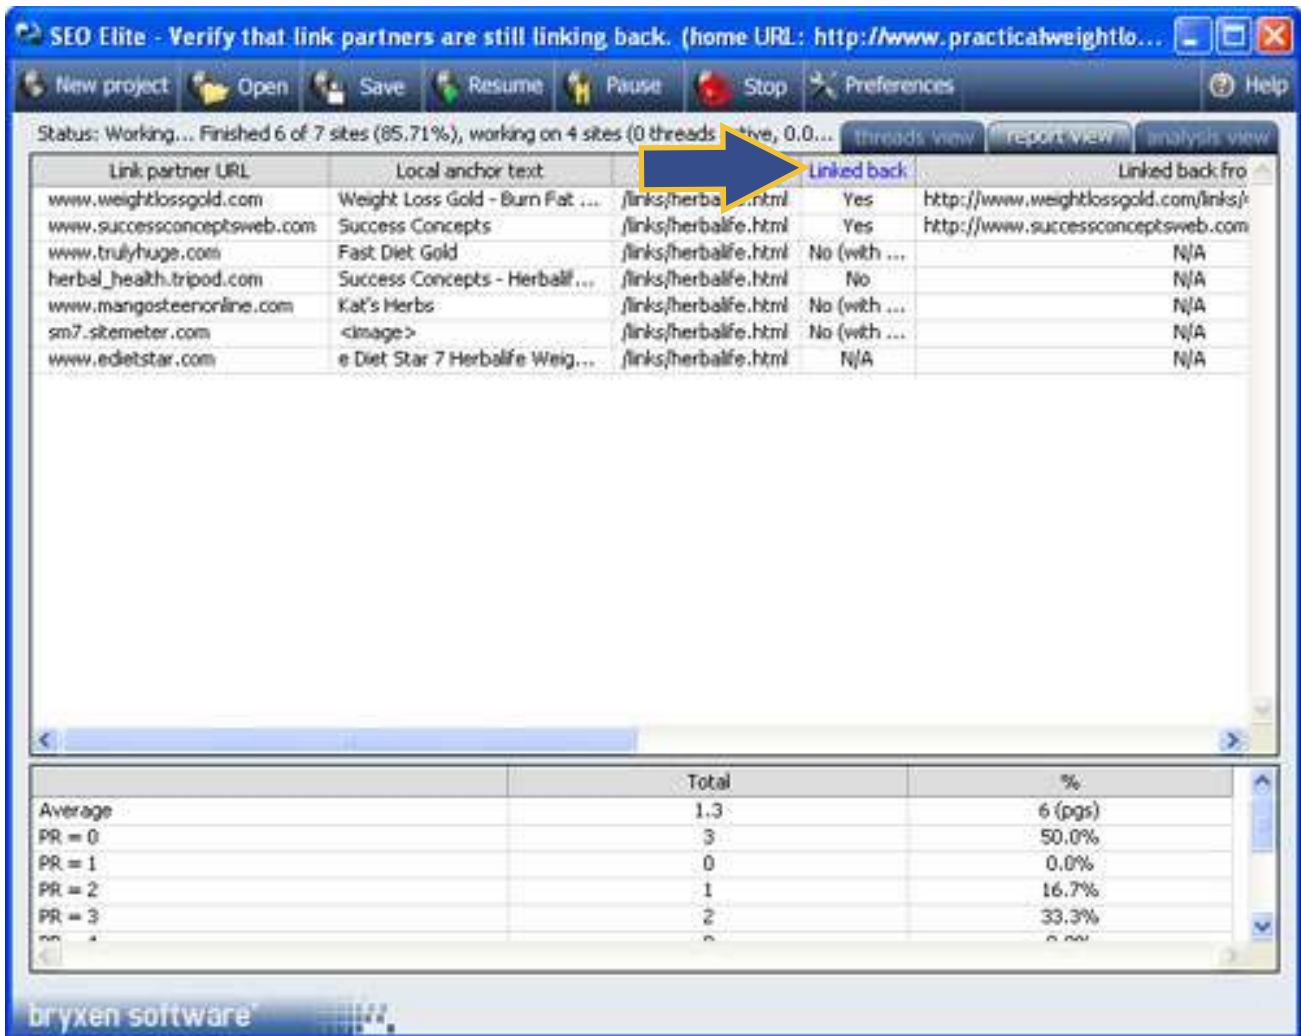 SEO Elite - Verify that link partners are still linking back. (home URL: http://www.practicalweightlo...
New project Open Save Resume Pause Stop Preferences Help
Status: Working... Finished 6 of 7 sites (85.71%), working on 4 sites (0 threads 0.0... threads view report view analysis view
Link partner URL Local anchor text Linked back Linked back fro
www.weightlossgold.com Weight Loss Gold - Burn Fat ... /links/herbalife.html Yes http://www.weightlossgold.com/links/
www.successconceptsweb.com Success Concepts /links/herbalife.html Yes http://www.successconceptsweb.com
www.trulyhuge.com Fast Diet Gold /links/herbalife.html No (with ... N/A
herbal_health.tripod.com Success Concepts - Herbalif... /links/herbalife.html No N/A
www.mangosteenonline.com Kat's Herbs /links/herbalife.html No (with ... N/A
sm7.sitemeter.com <image> /links/herbalife.html No (with ... N/A
www.edietstar.com e Diet Star 7 Herbalife Weig... /links/herbalife.html N/A N/A
Total %
Average 1.3 6 (pgs)
PR = 0 3 50.0%
PR = 1 0 0.0%
PR = 2 1 16.7%
PR = 3 2 33.3%
bryxen software